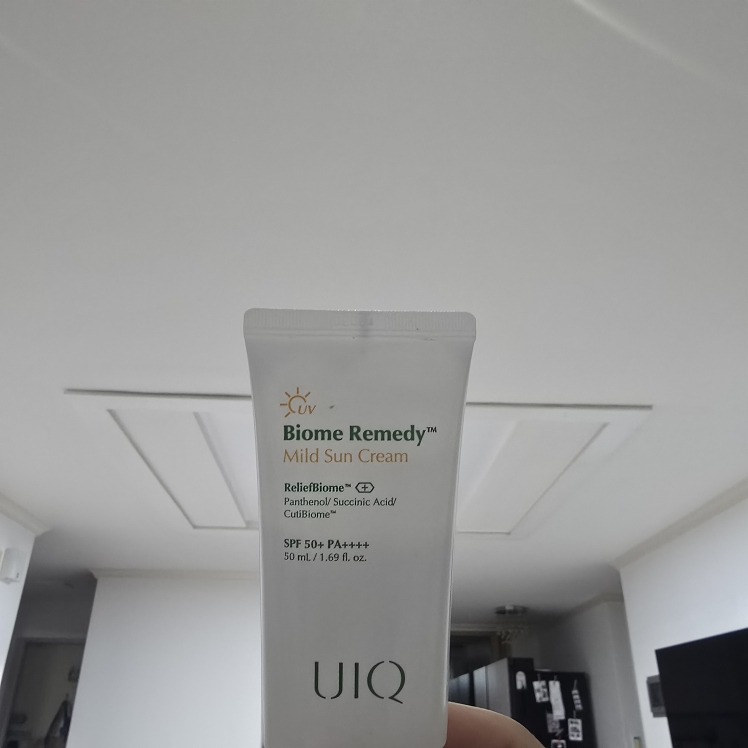 UV
Biome Remedy™
Mild Sun Cream
ReliefBiome™
Panthenol/ Succinic Acid/
CutiBiome™
SPF 50+ PA++++
50 mL / 1.69 fl. oz.
UIQ